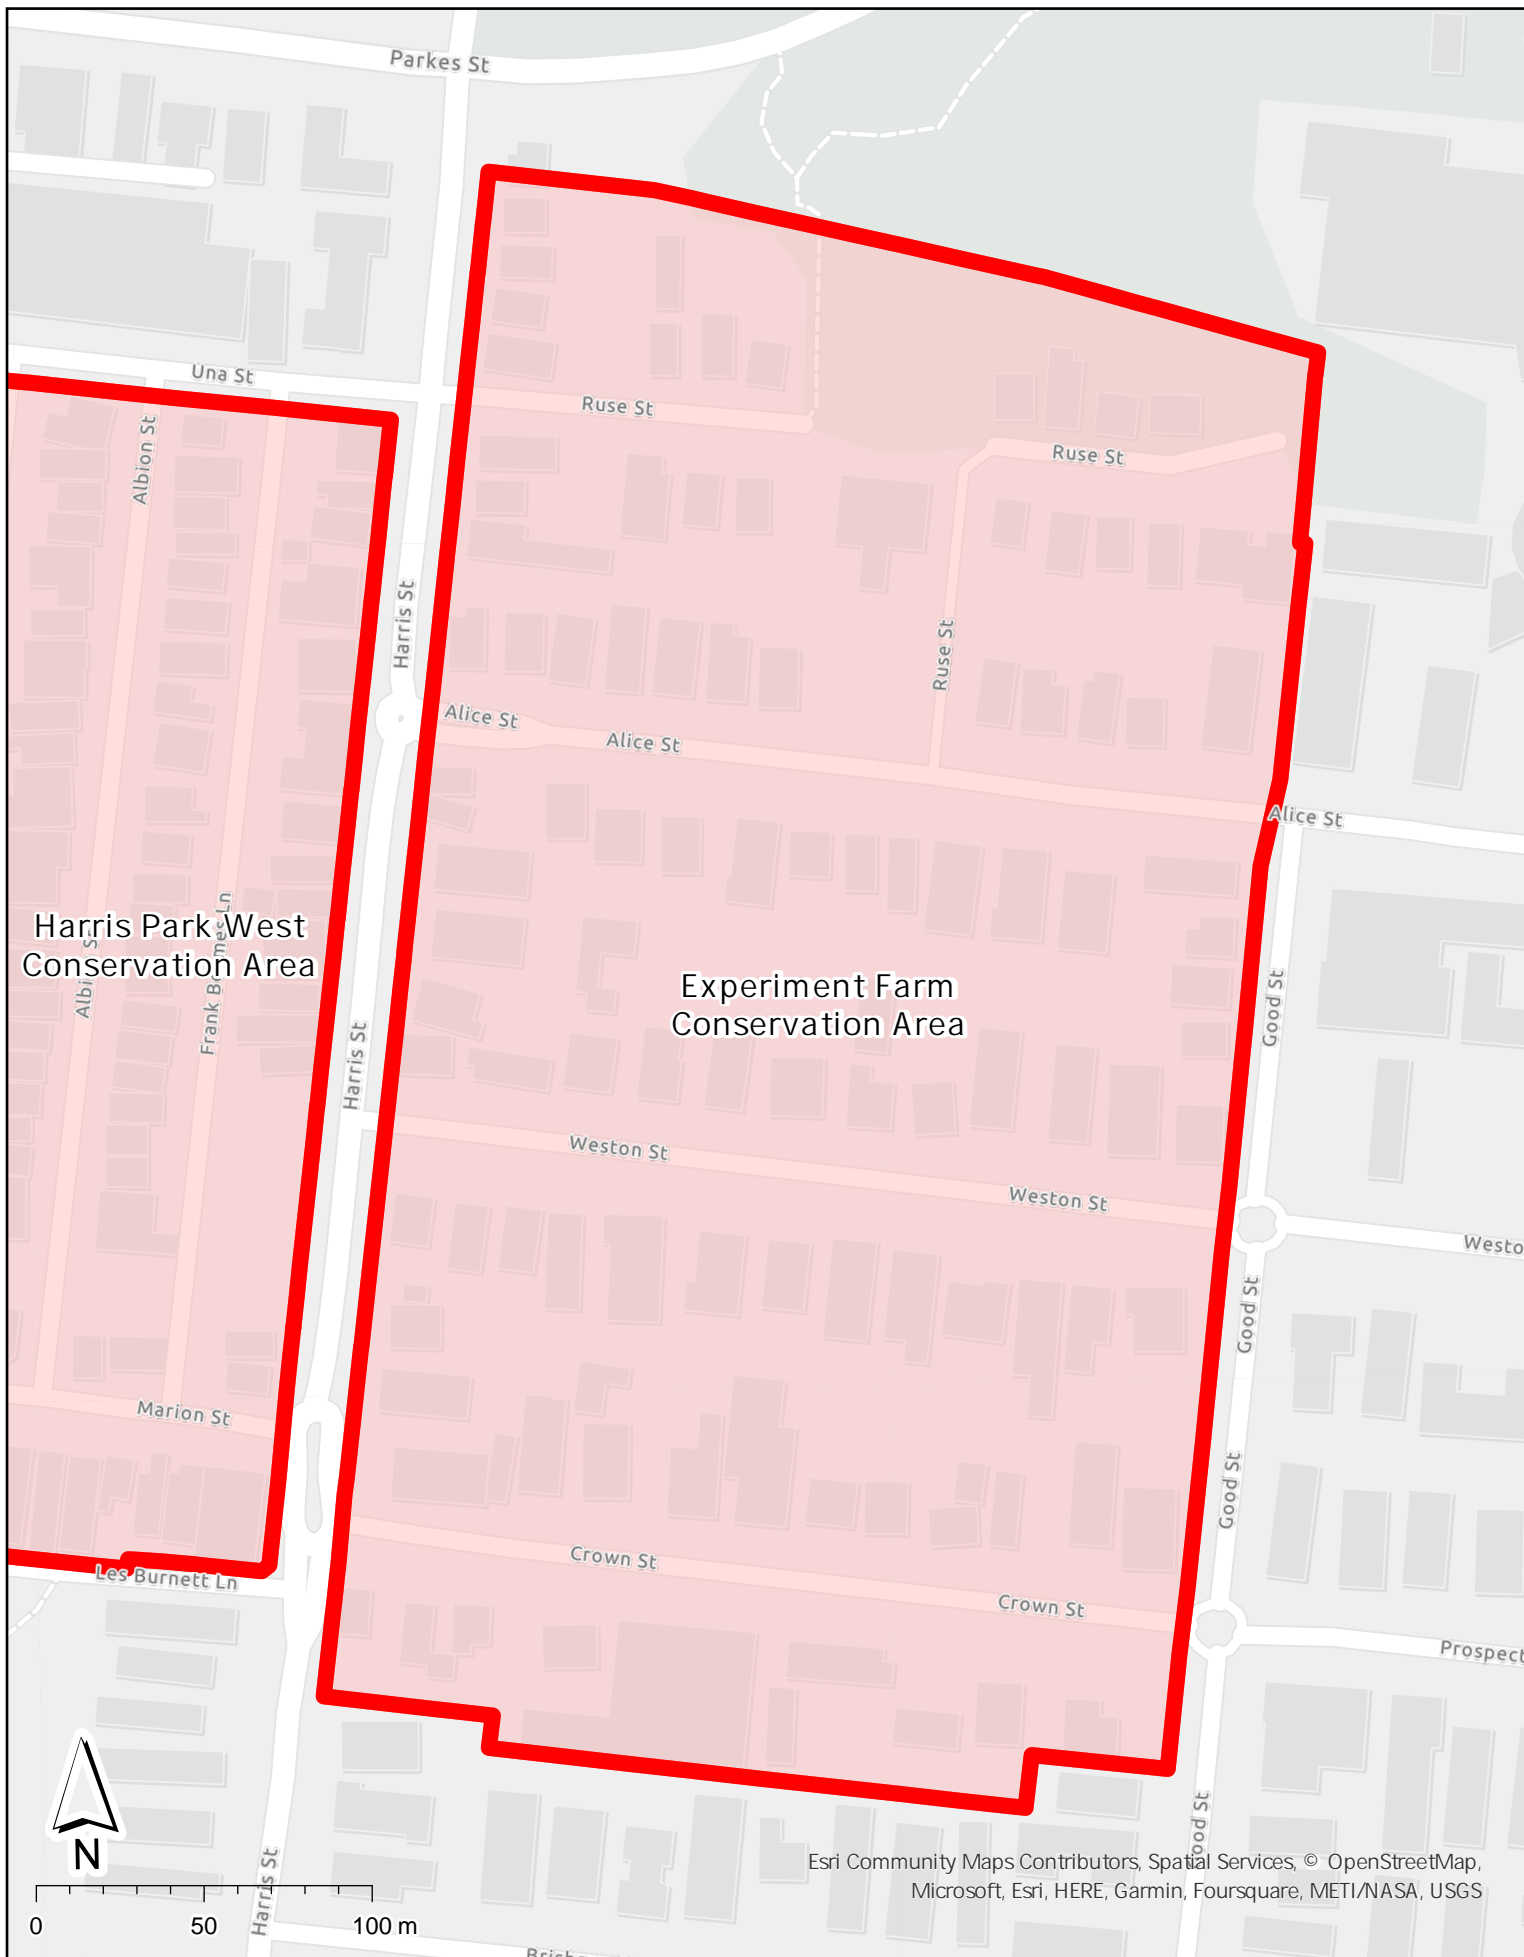 Parkes St
Una St
Ruse St
Ruse St
Albion St
Harris St
Ruse St
Alice St
Alice St
Alice St
Harris Park West
Conservation Area
Experiment Farm
Conservation Area
Good St
Harris St
Weston St
Weston St
Good St
Marion St
Good St
Crown St
Crown St
Les Burnett Ln
N
Harris St
0 50 100 m
Esri Community Maps Contributors, Spatial Services, © OpenStreetMap,
Microsoft, Esri, HERE, Garmin, Foursquare, METI/NASA, USGS